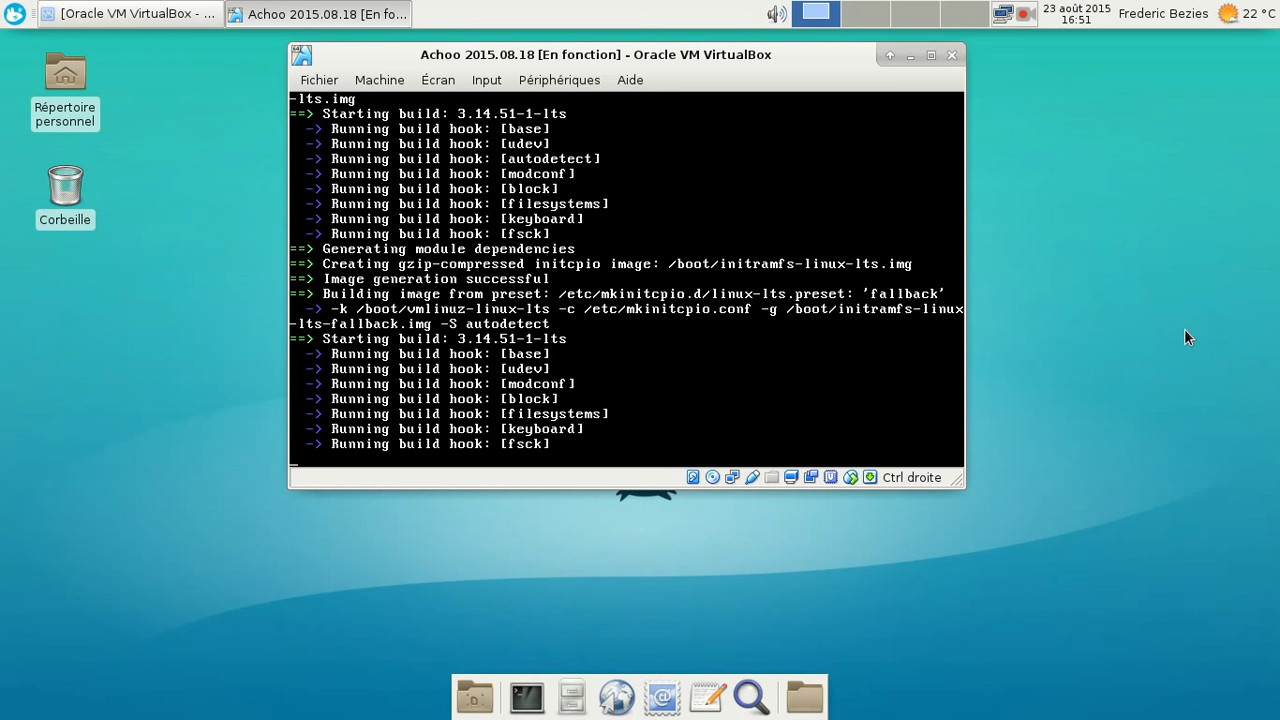 [Oracle VM VirtualBox - ...
Achoo 2015.08.18 [En fo...
23 août 2015
16:51
Frederic Bezies
22 °C
Répertoire
personnel
Corbeille
Achoo 2015.08.18 [En fonction] - Oracle VM VirtualBox
Fichier Machine Écran Input Périphériques Aide
-lts.img
==> Starting build: 3.14.51-1-lts
-> Running build hook: [base]
-> Running build hook: [udev]
-> Running build hook: [autodetect]
-> Running build hook: [modconf]
-> Running build hook: [block]
-> Running build hook: [filesystems]
-> Running build hook: [keyboard]
-> Running build hook: [fsck]
==> Generating module dependencies
==> Creating gzip-compressed initcpio image: /boot/initramfs-linux-lts.img
==> Image generation successful
==> Building image from preset: /etc/mkinitcpio.d/linux-lts.preset: 'fallback'
-> -k /boot/vmlinuz-linux-lts -c /etc/mkinitcpio.conf -g /boot/initramfs-linux
-lts-fallback.img -S autodetect
==> Starting build: 3.14.51-1-lts
-> Running build hook: [base]
-> Running build hook: [udev]
-> Running build hook: [modconf]
-> Running build hook: [block]
-> Running build hook: [filesystems]
-> Running build hook: [keyboard]
-> Running build hook: [fsck]
Ctrl droite